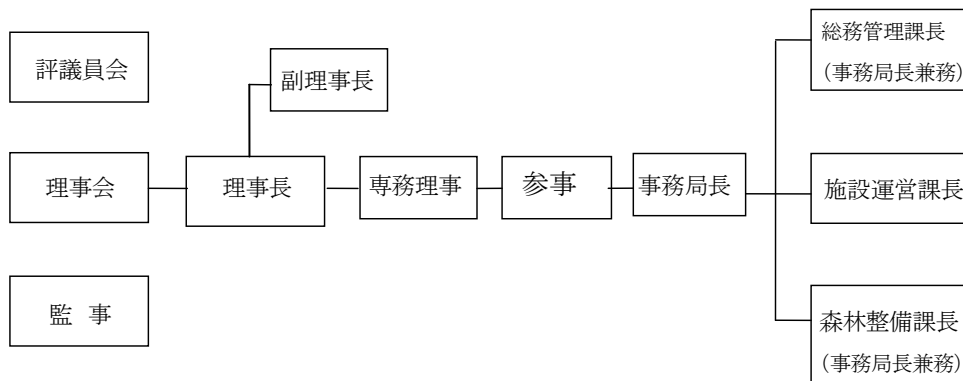 評議員会
副理事長
総務管理課長
(事務局長兼務)
理事会
理事長
専務理事
参事
事務局長
施設運営課長
監 事
森林整備課長
(事務局長兼務)